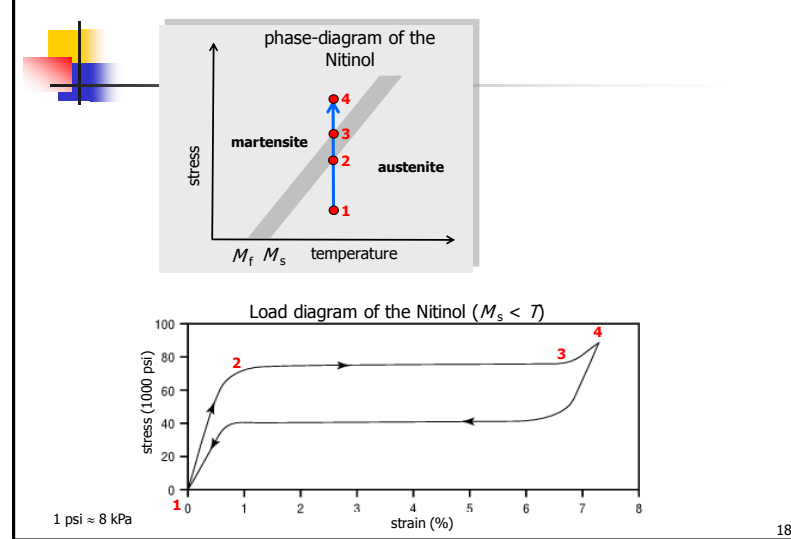 phase-diagram of the
Nitinol
4
3
martensite
2
austenite
stress
1
Mf Ms temperature
Load diagram of the Nitinol (Ms < T)
100
80
60
40
20
0
stress (1000 psi)
2
3
4
1
0 1 2 3 4 5 6 7 8
strain (%)
1 psi ≈ 8 kPa
18